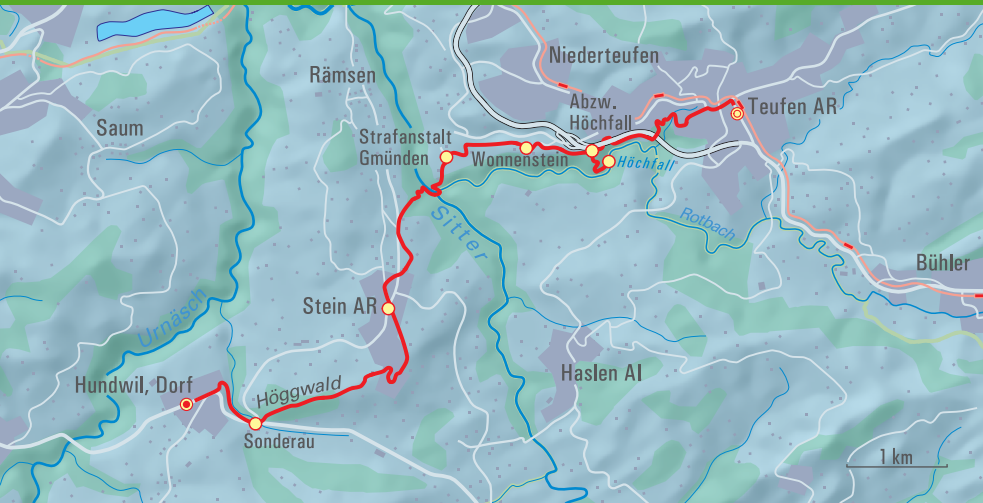 Niederteufen
Rämsen
Abzw.
Höchfall
Teufen AR
Saum
Strafanstalt
Gmünden
Wonnenstein
Höchfall
Sitter
Rotbach
Bühler
Urnäsch
Stein AR
Haslen AI
Hundwil, Dorf
Höggwald
Sonderau
1 km